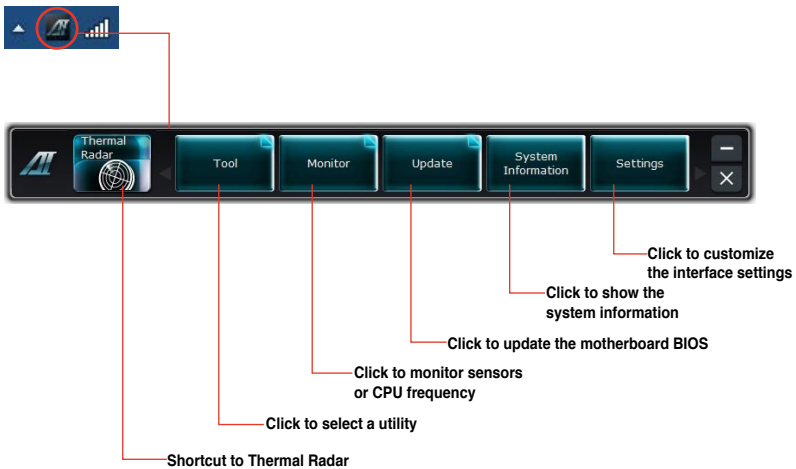 Thermal
Radar
Tool
Monitor
Update
System
Information
Settings
Click to customize
the interface settings
Click to show the
system information
Click to update the motherboard BIOS
Click to monitor sensors
or CPU frequency
Click to select a utility
Shortcut to Thermal Radar